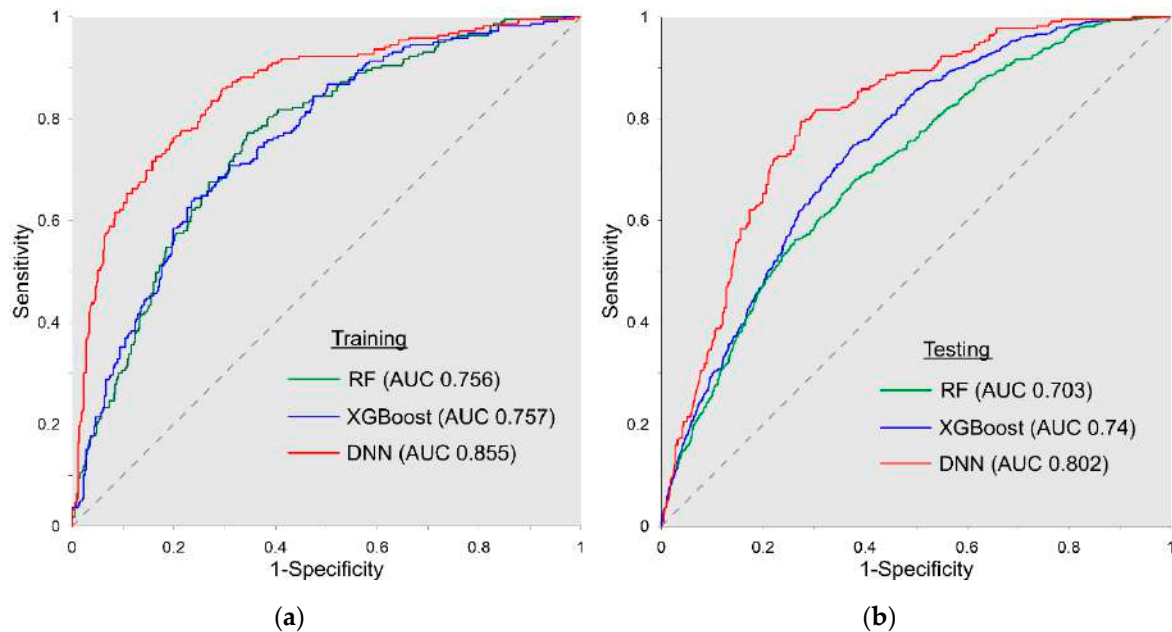 1
0.8
0.6
0.4
0.2
0
Sensitivity
Training
RF (AUC 0.756)
XGBoost (AUC 0.757)
DNN (AUC 0.855)
0
0.2
0.4
0.6
0.8
1
1-Specificity
(a)
1
0.8
0.6
0.4
0.2
0
Sensitivity
Testing
RF (AUC 0.703)
XGBoost (AUC 0.74)
DNN (AUC 0.802)
0
0.2
0.4
0.6
0.8
1
1-Specificity
(b)